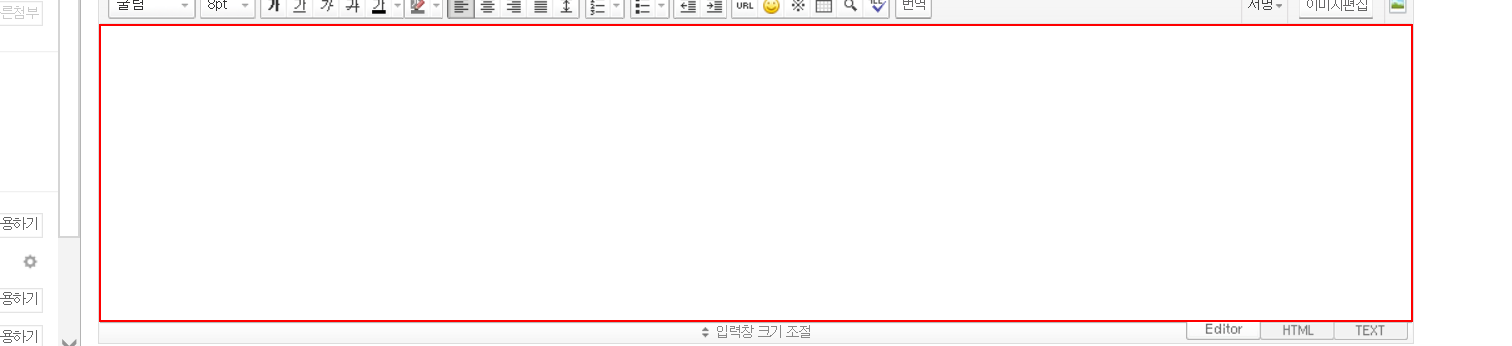 굴림 8pt 가 가 가 가 가 URL 번역 서명 이미지편집
른첨부
용하기
용하기
입력창 크기 조절 Editor HTML TEXT
용하기